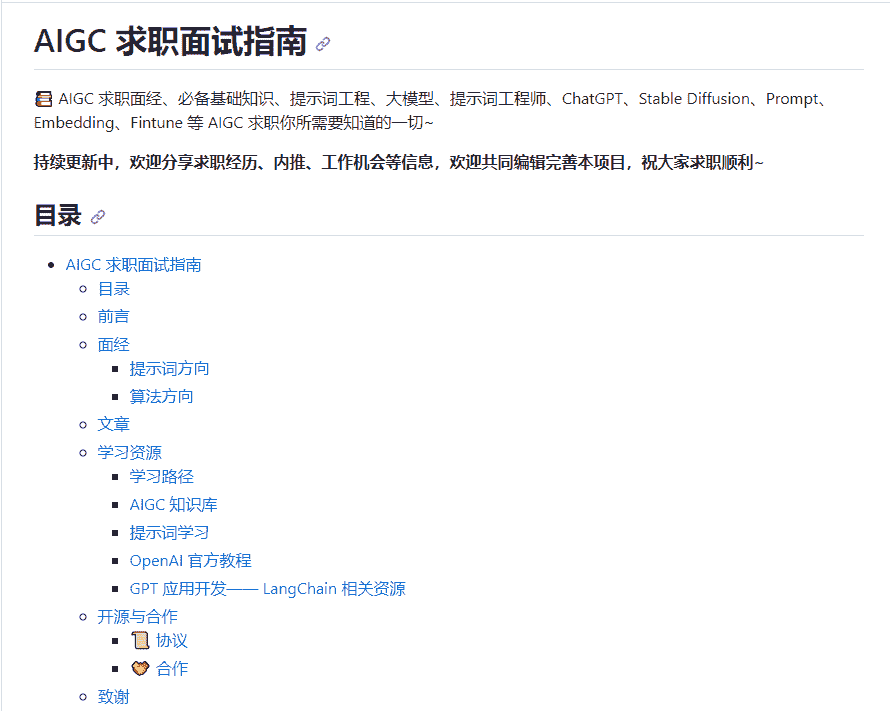 AIGC 求职面试指南
AIGC 求职面经、必备基础知识、提示词工程、大模型、提示词工程师、ChatGPT、Stable Diffusion、Prompt、
Embedding、Fintune 等 AIGC 求职你所需要知道的一切~
持续更新中，欢迎分享求职经历、内推、工作机会等信息，欢迎共同编辑完善本项目，祝大家求职顺利~
目录
AIGC 求职面试指南
目录
前言
面经
提示词方向
算法方向
文章
学习资源
学习路径
AIGC 知识库
提示词学习
OpenAI 官方教程
GPT 应用开发—— LangChain 相关资源
开源与合作
协议
合作
致谢